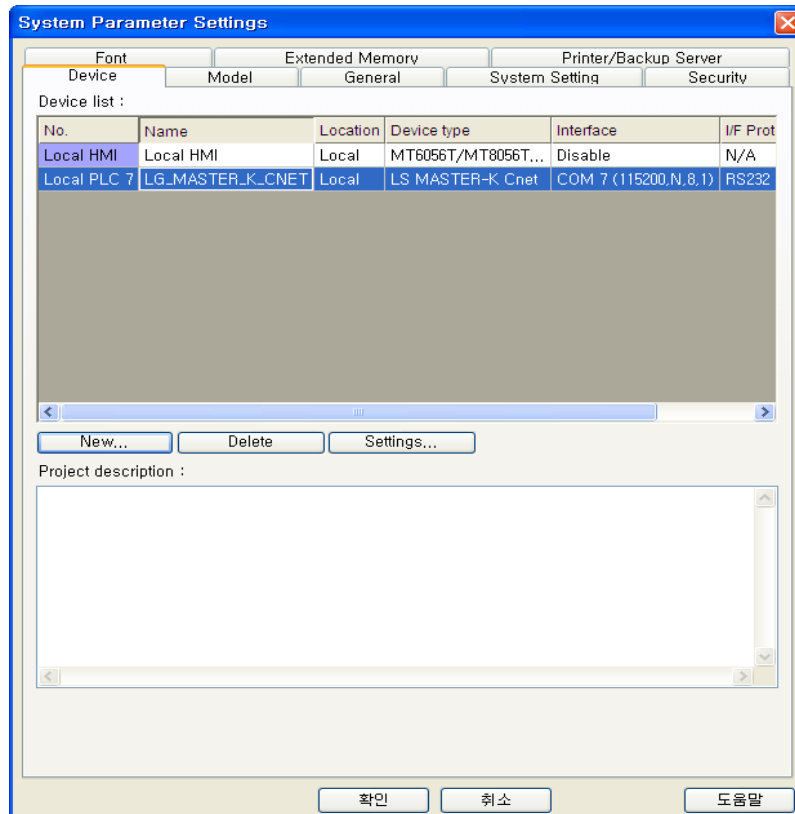 System Parameter Settings
Font Extended Memory Printer/Backup Server
Device Model General System Setting Security
Device list :
No. Name Location Device type Interface I/F Prot
Local HMI Local HMI Local MT6056T/MT8056T... Disable N/A
Local PLC 7 LG_MASTER_K_CNET Local LS MASTER-K Cnet COM 7 (115200,N,8,1) RS232
New... Delete Settings...
Project description :
확인 취소 도움말